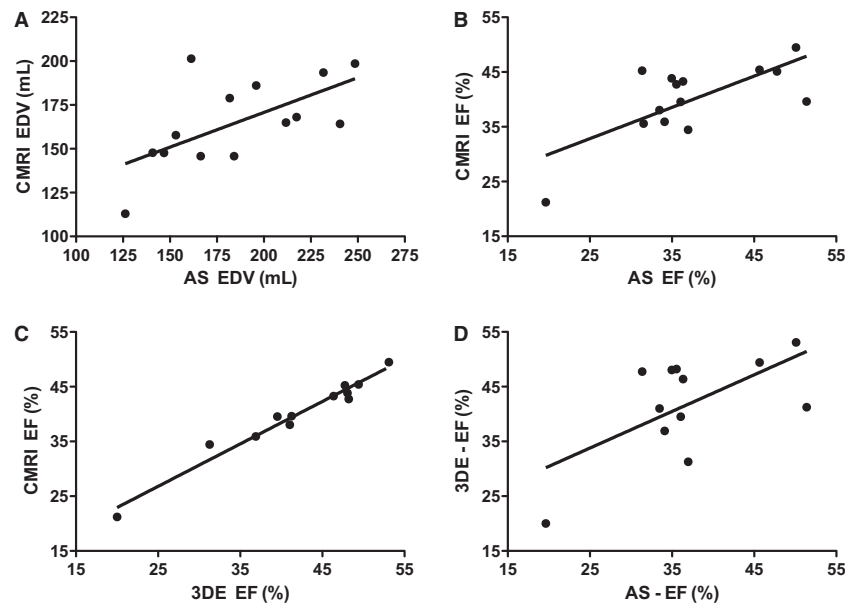 A
CMRI EDV (mL)
200
175
150
125
100
225
100 125 150 175 200 225 250 275
AS EDV (mL)
B
CMRI EF (%)
55
45
35
25
15
15 25 35 45 55
AS EF (%)
C
CMRI EF (%)
55
45
35
25
15
15 25 35 45 55
3DE EF (%)
D
3DE - EF (%)
55
45
35
25
15
15 25 35 45 55
AS - EF (%)